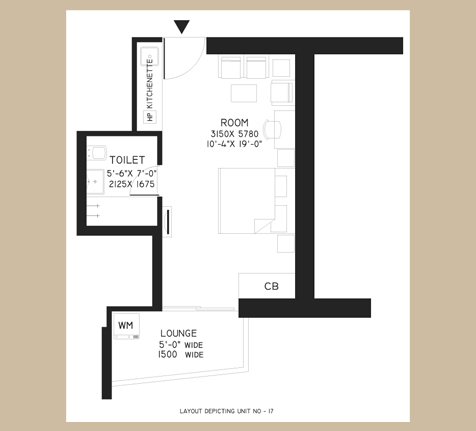 HP KITCHENETTE
ROOM
3150X 5780
10'-4"X 19'-0"
TOILET
5'-6"X 7'-0"
2125X 1675
CB
WM
LOUNGE
5'-0" WIDE
1500 WIDE
LAYOUT DEPICTING UNIT NO - 17